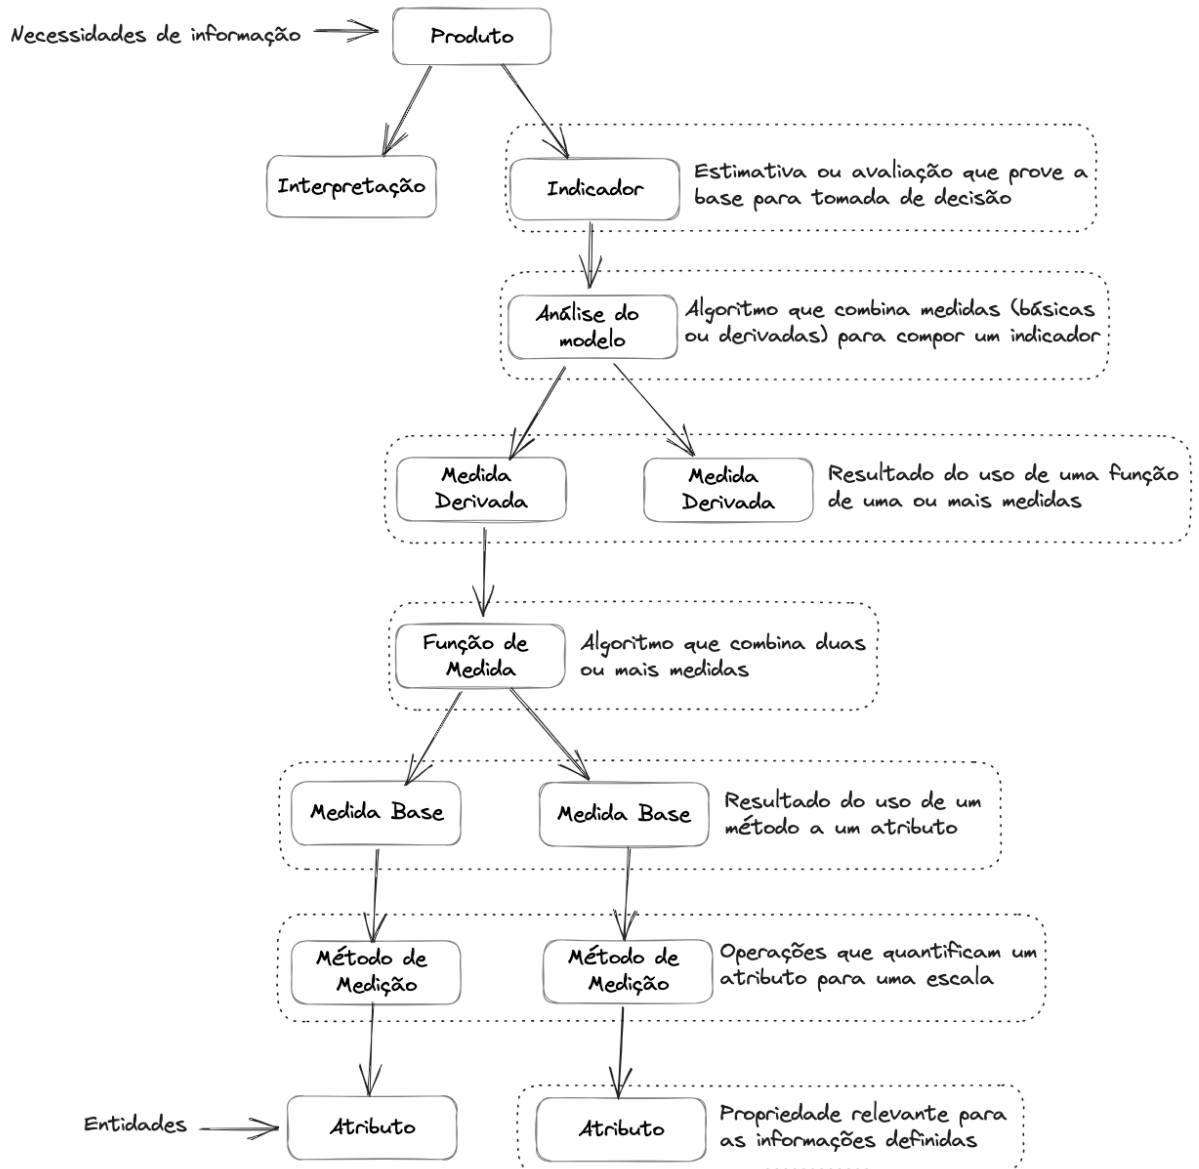 Necessidades de informação
Produto
Interpretação
Indicador
Estimativa ou avaliação que prove a
base para tomada de decisão
Análise do
modelo
Algoritmo que combina medidas (básicas
ou derivadas) para compor um indicador
Medida
Derivada
Medida
Derivada
Resultado do uso de uma função
de uma ou mais medidas
Função de
Medida
Algoritmo que combina duas
ou mais medidas
Medida Base
Medida Base
Resultado do uso de um
método a um atributo
Método de
Medição
Método de
Medição
Operações que quantificam um
atributo para uma escala
Entidades
Atributo
Atributo
Propriedade relevante para
as informações definidas